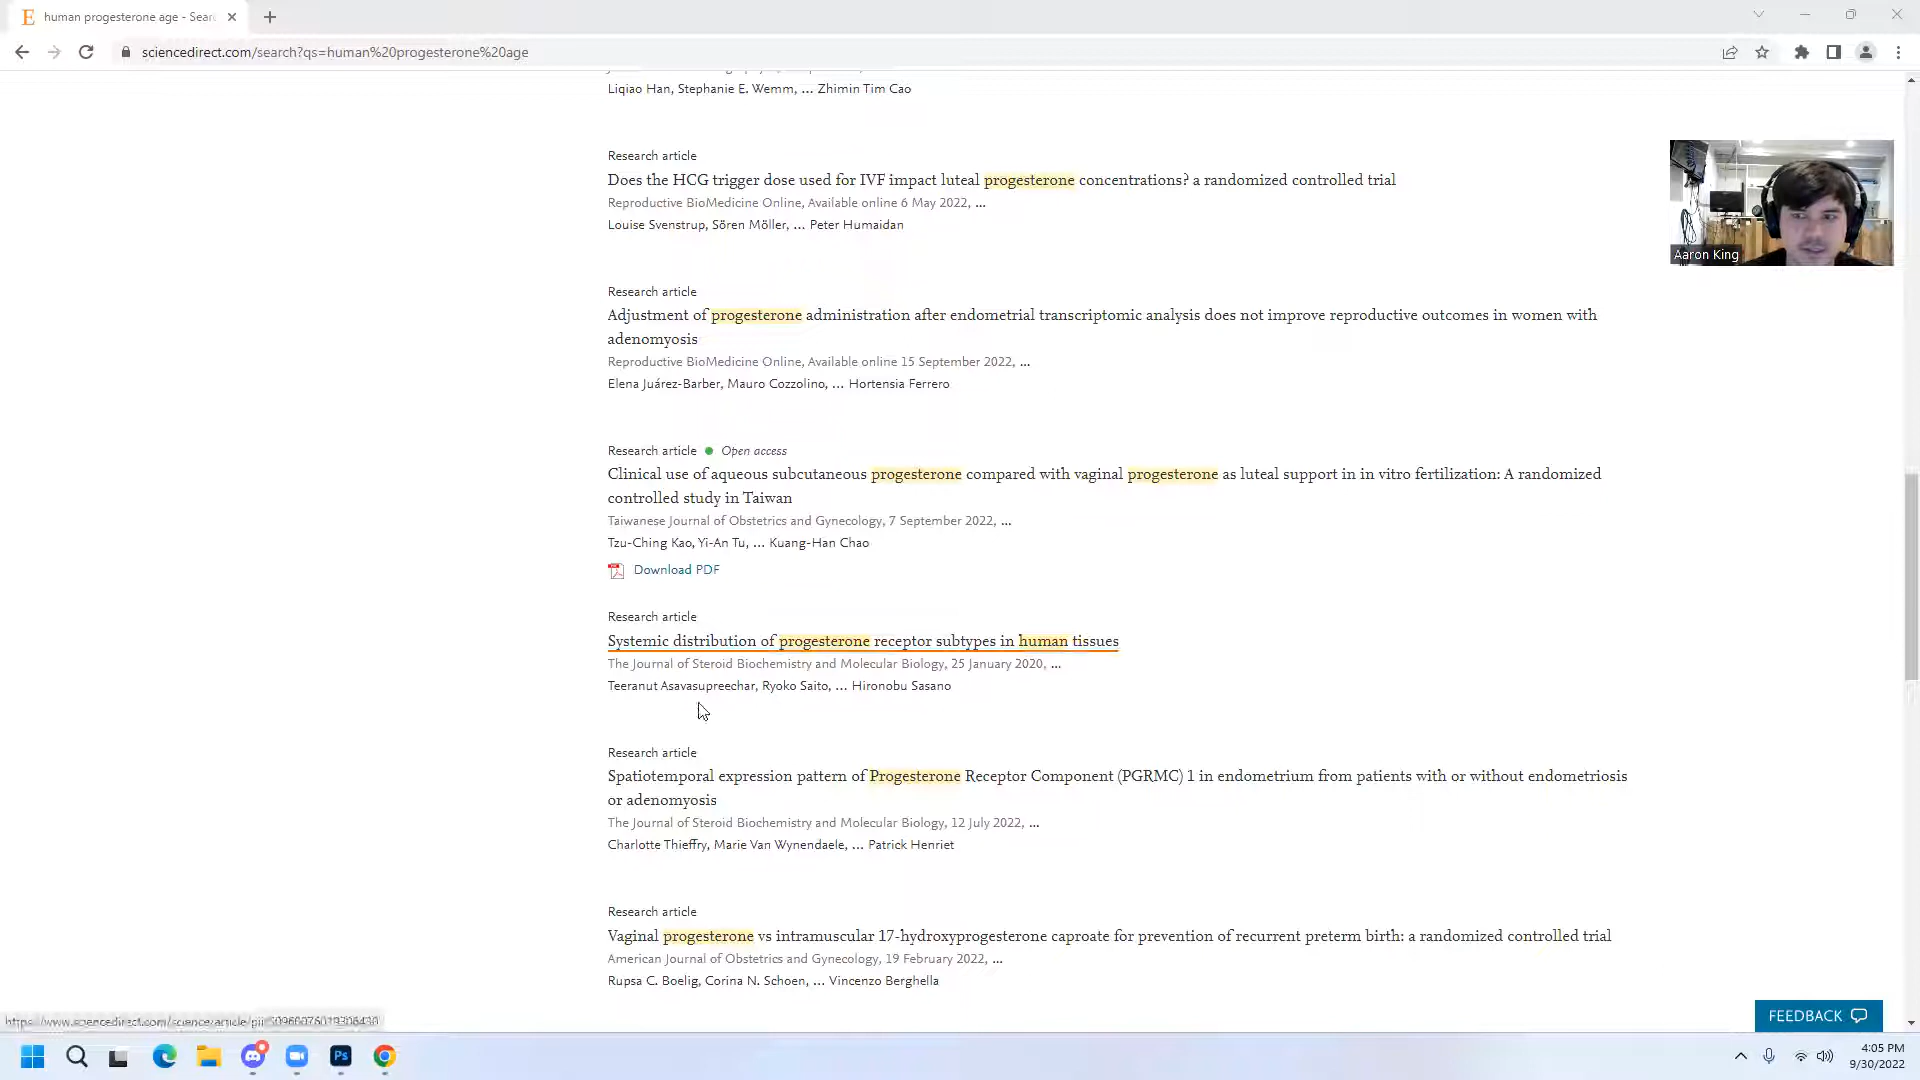 human progesterone age - Sear
sciencedirect.com/search?qs=human%20progesterone%20age
Liqiao Han, Stephanie E. Wemm, ... Zhimin Tim Cao
Research article
Does the HCG trigger dose used for IVF impact luteal progesterone concentrations? a randomized controlled trial
Reproductive BioMedicine Online, Available online 6 May 2022, ...
Louise Svenstrup, Sören Möller, ... Peter Humaidan
Aaron King
Research article
Adjustment of progesterone administration after endometrial transcriptomic analysis does not improve reproductive outcomes in women with
adenomyosis
Reproductive BioMedicine Online, Available online 15 September 2022, ...
Elena Juárez-Barber, Mauro Cozzolino, ... Hortensia Ferrero
Research article Open access
Clinical use of aqueous subcutaneous progesterone compared with vaginal progesterone as luteal support in in vitro fertilization: A randomized
controlled study in Taiwan
Taiwanese Journal of Obstetrics and Gynecology, 7 September 2022, ...
Tzu-Ching Kao, Yi-An Tu, ... Kuang-Han Chao
Download PDF
Research article
Systemic distribution of progesterone receptor subtypes in human tissues
The Journal of Steroid Biochemistry and Molecular Biology, 25 January 2020, ...
Teeranut Asavasupreechar, Ryoko Saito, ... Hironobu Sasano
Research article
Spatiotemporal expression pattern of Progesterone Receptor Component (PGRMC) 1 in endometrium from patients with or without endometriosis
or adenomyosis
The Journal of Steroid Biochemistry and Molecular Biology, 12 July 2022, ...
Charlotte Thieffry, Marie Van Wynendaele, ... Patrick Henriet
Research article
Vaginal progesterone vs intramuscular 17-hydroxyprogesterone caproate for prevention of recurrent preterm birth: a randomized controlled trial
American Journal of Obstetrics and Gynecology, 19 February 2022, ...
Rupsa C. Boelig, Corina N. Schoen, ... Vincenzo Berghella
FEEDBACK
https://www.sciencedirect.com/science/article/pii/S0960076019306430
4:05 PM
9/30/2022